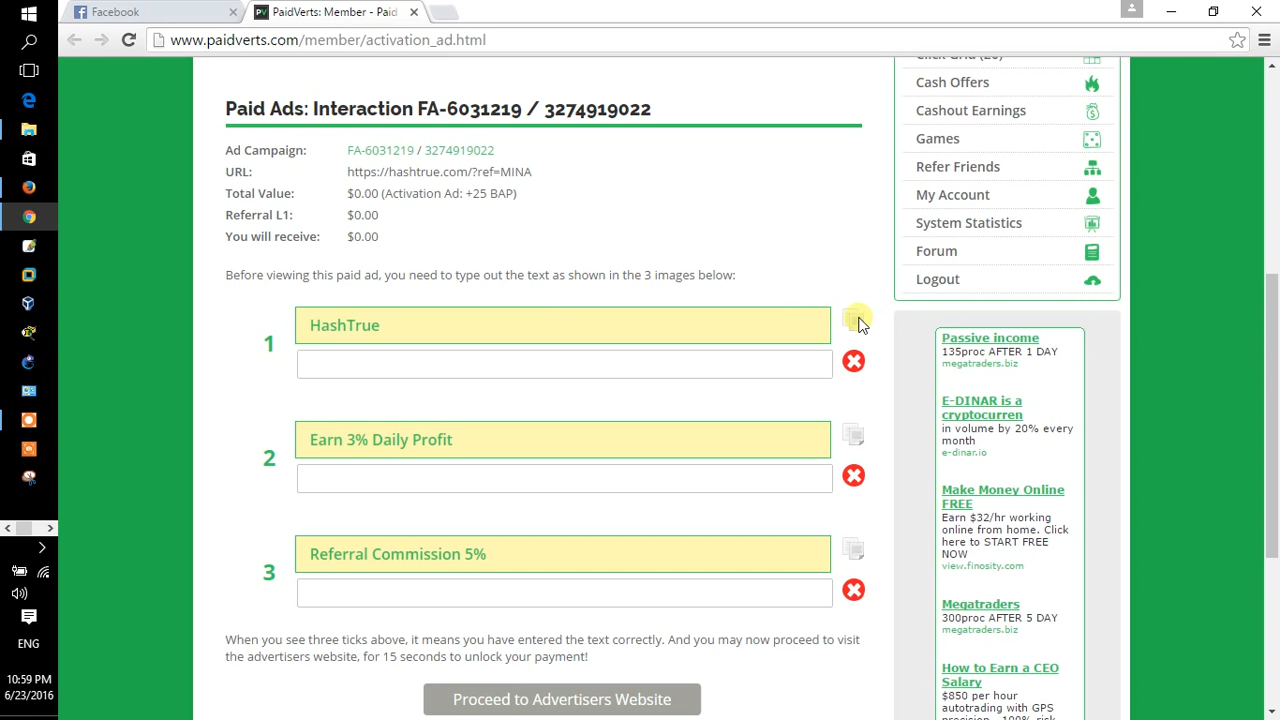 Facebook
PaidVerts: Member - Paid
www.paidverts.com/member/activation_ad.html
Cash Offers
Cashout Earnings
Games
Refer Friends
My Account
System Statistics
Forum
Logout
Paid Ads: Interaction FA-6031219 / 3274919022
Ad Campaign: FA-6031219 / 3274919022
URL: https://hashtrue.com/?ref=MINA
Total Value: $0.00 (Activation Ad: +25 BAP)
Referral L1: $0.00
You will receive: $0.00
Before viewing this paid ad, you need to type out the text as shown in the 3 images below:
1
HashTrue
2
Earn 3% Daily Profit
3
Referral Commission 5%
When you see three ticks above, it means you have entered the text correctly. And you may now proceed to visit
the advertisers website, for 15 seconds to unlock your payment!
Proceed to Advertisers Website
Passive income
135proc AFTER 1 DAY
megatraders.biz
E-DINAR is a
cryptocurren
in volume by 20% every
month
e-dinar.io
Make Money Online
FREE
Earn $32/hr working
online from home. Click
here to START FREE
NOW
view.finosity.com
Megatraders
300proc AFTER 5 DAY
megatraders.biz
How to Earn a CEO
Salary
$850 per hour
autotrading with GPS
ENG
10:59 PM
6/23/2016